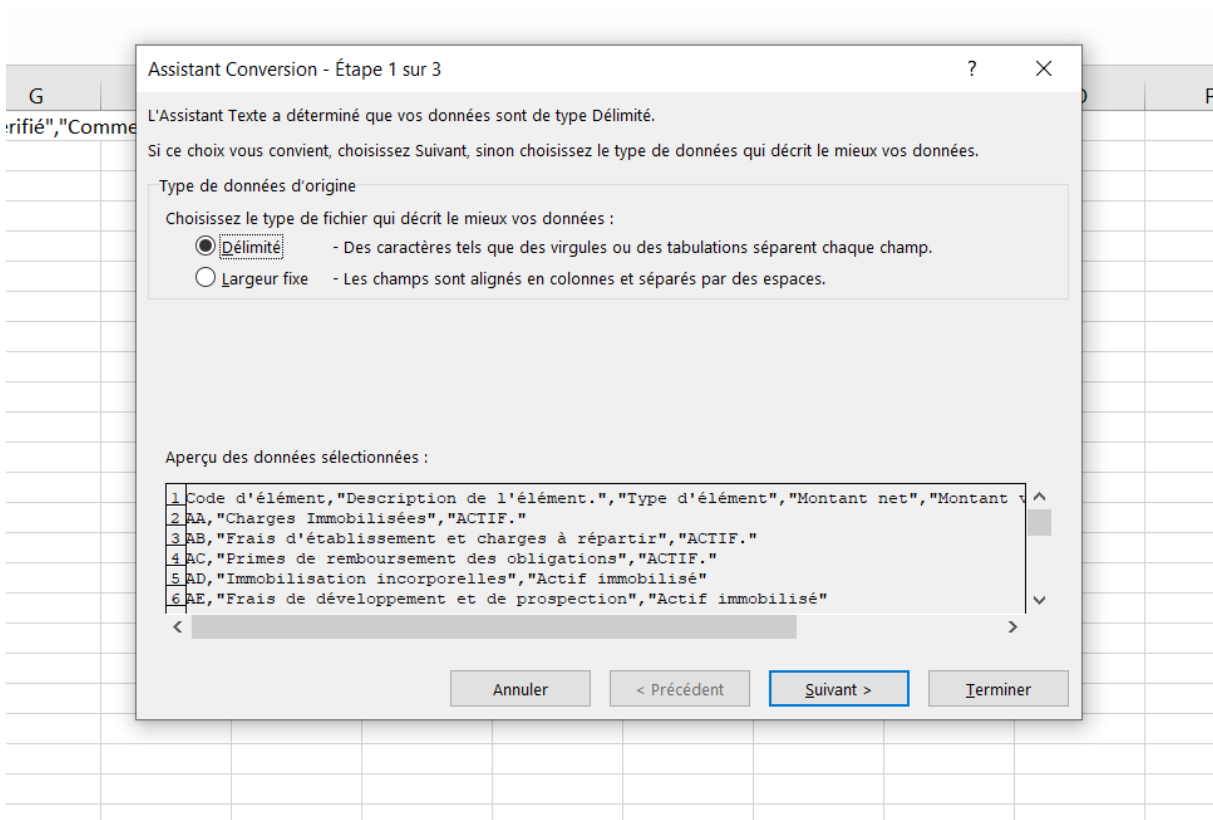 Assistant Conversion - Étape 1 sur 3
?
G
L'Assistant Texte a déterminé que vos données sont de type Délimité.
rifié","Comme
Si ce choix vous convient, choisissez Suivant, sinon choisissez le type de données qui décrit le mieux vos données.
Type de données d'origine
Choisissez le type de fichier qui décrit le mieux vos données :
Délimité - Des caractères tels que des virgules ou des tabulations séparent chaque champ.
Largeur fixe - Les champs sont alignés en colonnes et séparés par des espaces.
Aperçu des données sélectionnées :
1 Code d'élément,"Description de l'élément.","Type d'élément","Montant net","Montant
2 AA,"Charges Immobilisées","ACTIF."
3 AB,"Frais d'établissement et charges à répartir","ACTIF."
4 AC,"Primes de remboursement des obligations","ACTIF."
5 AD,"Immobilisation incorporelles","Actif immobilisé"
6 AE,"Frais de développement et de prospection","Actif immobilisé"
Annuler
< Précédent
Suivant >
Terminer